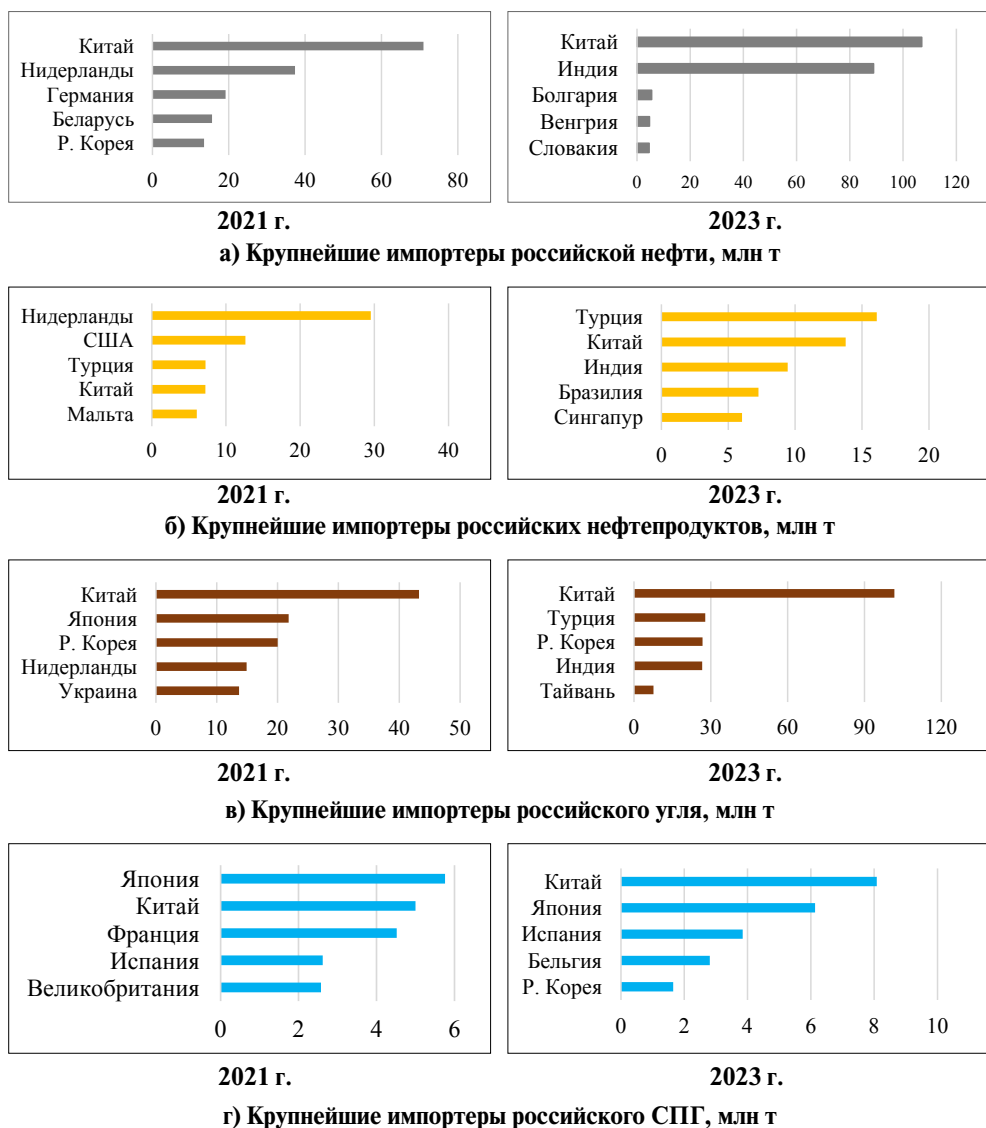 Китай
Нидерланды
Германия
Беларусь
Р. Корея
0 20 40 60 80
2021 г.
Китай
Индия
Болгария
Венгрия
Словакия
0 20 40 60 80 100 120
2023 г.
а) Крупнейшие импортеры российской нефти, млн т
Нидерланды
США
Турция
Китай
Мальта
0 10 20 30 40
2021 г.
Турция
Китай
Индия
Бразилия
Сингапур
0 5 10 15 20
2023 г.
б) Крупнейшие импортеры российских нефтепродуктов, млн т
Китай
Япония
Р. Корея
Нидерланды
Украина
0 10 20 30 40 50
2021 г.
Китай
Турция
Р. Корея
Индия
Тайвань
0 30 60 90 120
2023 г.
в) Крупнейшие импортеры российского угля, млн т
Япония
Китай
Франция
Испания
Великобритания
0 2 4 6
2021 г.
Китай
Япония
Испания
Бельгия
Р. Корея
0 2 4 6 8 10
2023 г.
г) Крупнейшие импортеры российского СПГ, млн т